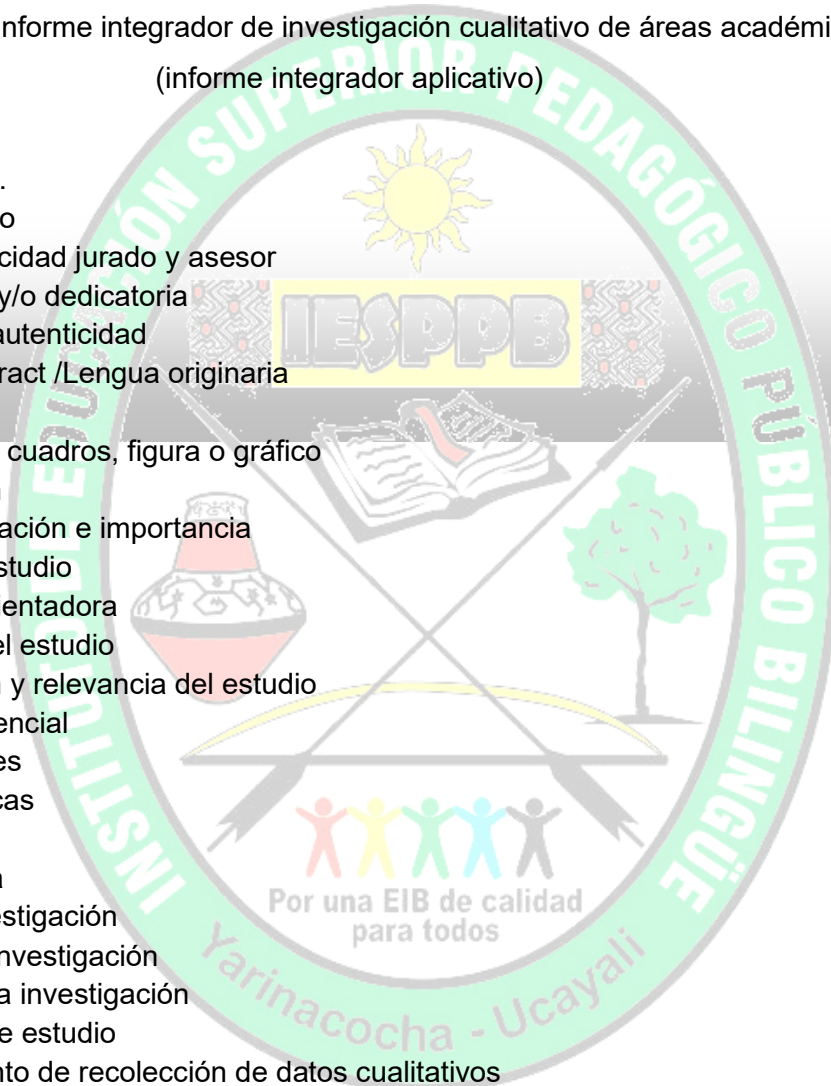 nforme integrador de investigación cualitativo de áreas académi
(informe integrador aplicativo)
.
o
cidad jurado y asesor
y/o dedicatoria
autenticidad
ract /Lengua originaria
cuadros, figura o gráfico
ación e importancia
studio
ientadora
el estudio
y relevancia del estudio
encial
es
cas
a
estigación
nvestigación
a investigación
e estudio
nto de recolección de datos cualitativos
INSTITUTO DE EDUCACIÓN SUPERIOR PEDAGÓGICO PÚBLICO BILINGÜE
IESPPB
Por una EIB de calidad
para todos
Yarinacocha - Ucayali